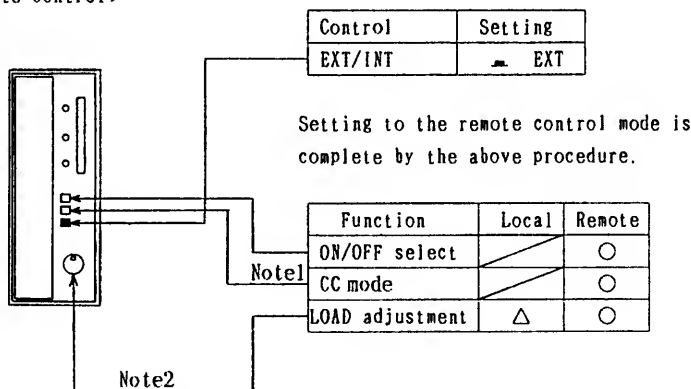 Control Setting
EXT/INT EXT
Setting to the remote control mode is
complete by the above procedure.
Function Local Remote
ON/OFF select ○
Note1
CC mode ○
LOAD adjustment △ ○
Note2